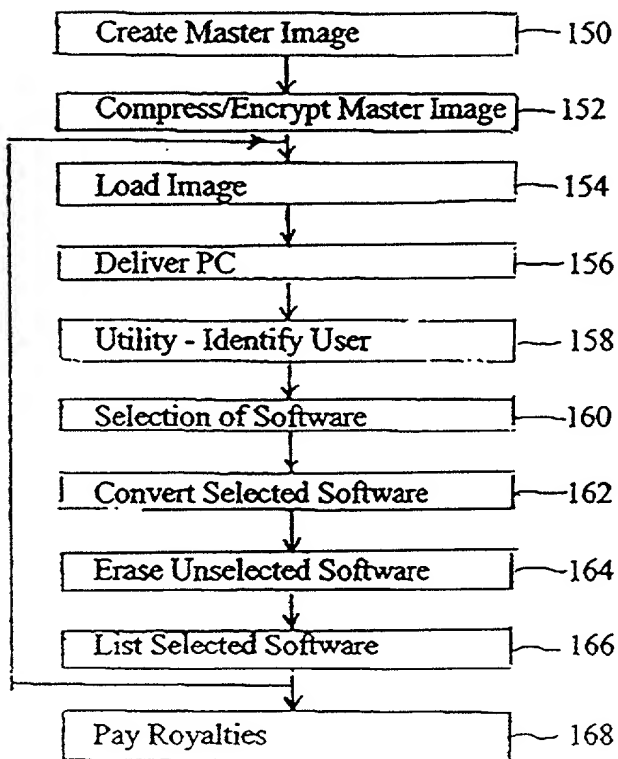 Create Master Image 150
Compress/Encrypt Master Image 152
Load Image 154
Deliver PC 156
Utility - Identify User 158
Selection of Software 160
Convert Selected Software 162
Erase Unselected Software 164
List Selected Software 166
Pay Royalties 168